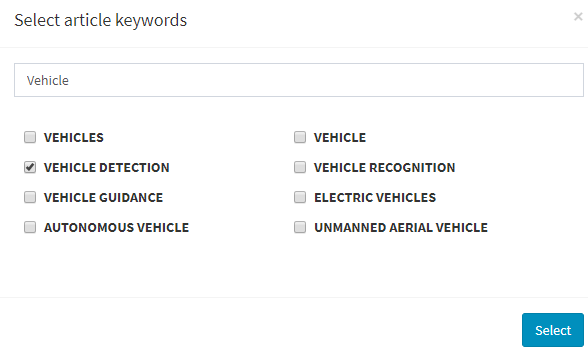 Select article keywords ×
Vehicle
VEHICLES VEHICLE
VEHICLE DETECTION VEHICLE RECOGNITION
VEHICLE GUIDANCE ELECTRIC VEHICLES
AUTONOMOUS VEHICLE UNMANNED AERIAL VEHICLE
Select